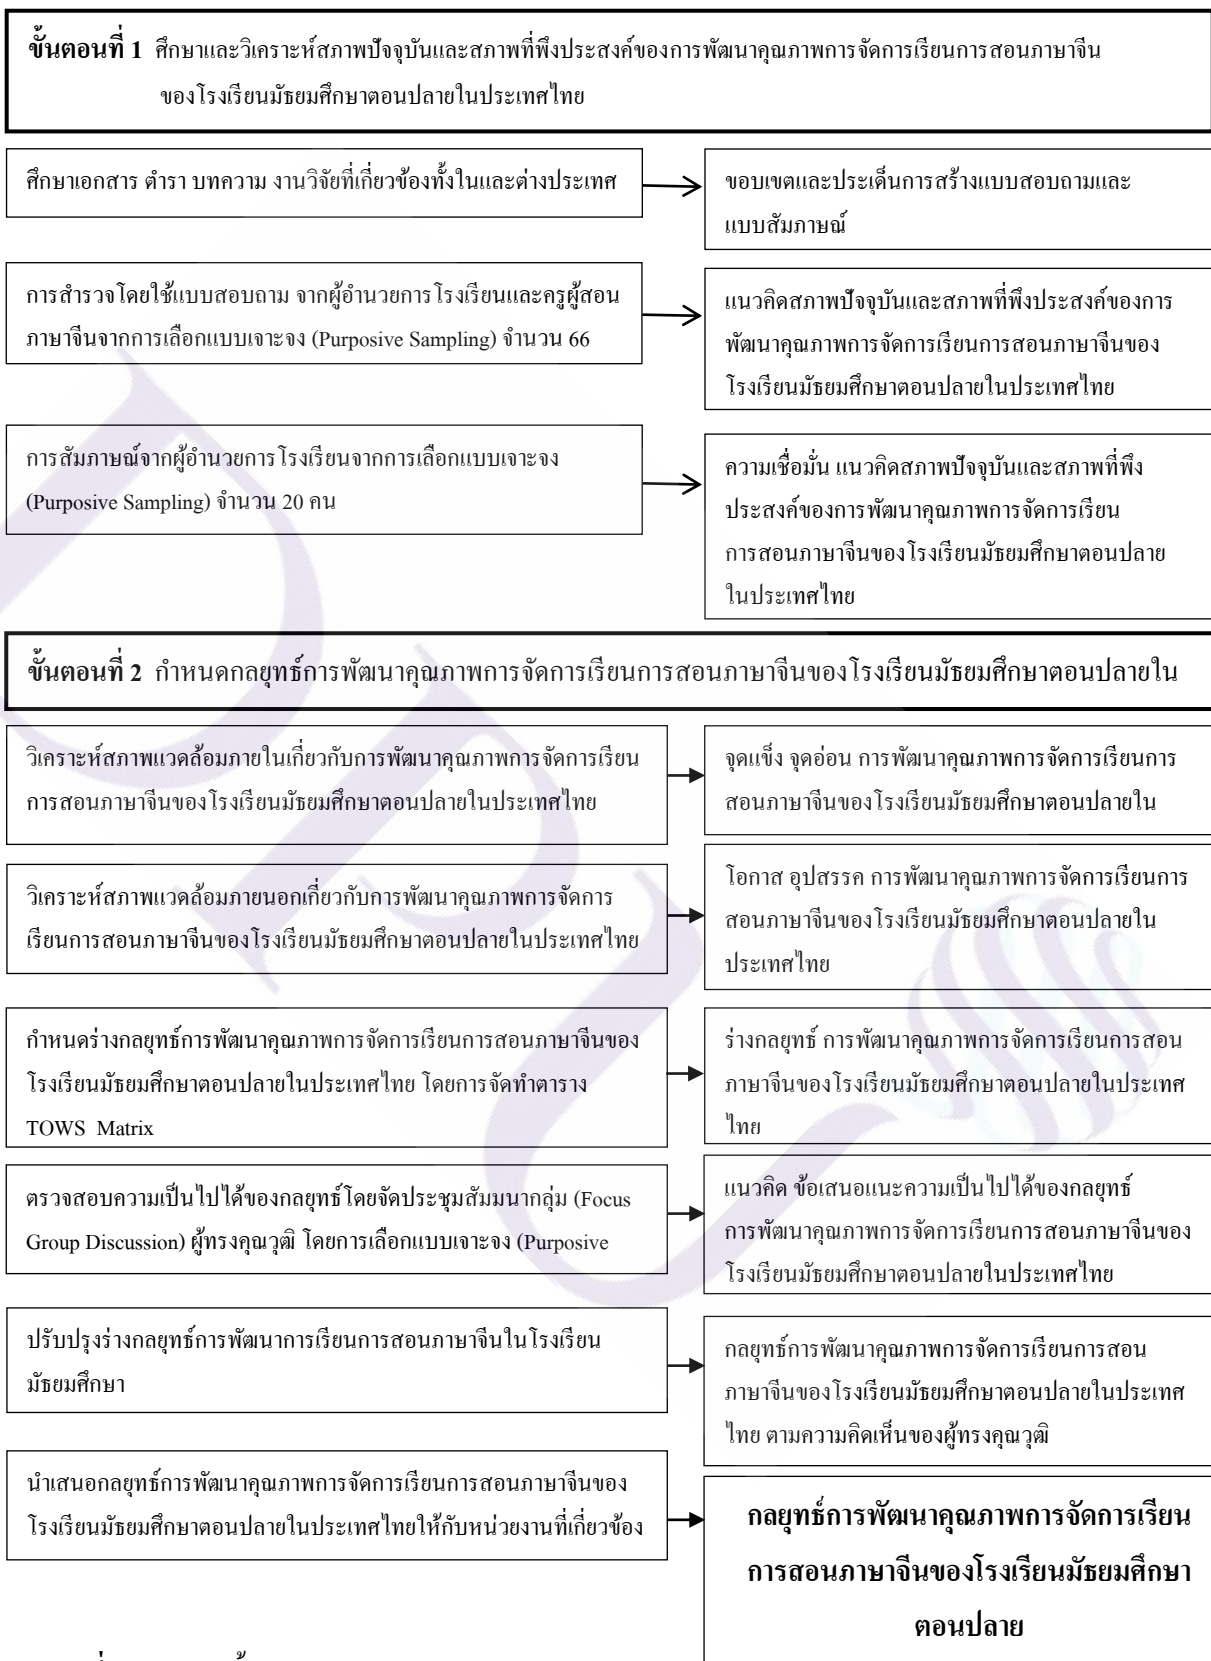 ขั้นตอนที่ 1 ศึกษาและวิเคราะห์สภาพปัจจุบันและสภาพที่พึงประสงค์ของการพัฒนาคุณภาพการจัดการเรียนการสอนภาษาจีน
ของโรงเรียนมัธยมศึกษาตอนปลายในประเทศไทย
ศึกษาเอกสาร ตำรา บทความ งานวิจัยที่เกี่ยวข้องทั้งในและต่างประเทศ
ขอบเขตและประเด็นการสร้างแบบสอบถามและ
แบบสัมภาษณ์
การสำรวจโดยใช้แบบสอบถาม จากผู้อำนวยการโรงเรียนและครูผู้สอน
ภาษาจีนจากการเลือกแบบเจาะจง (Purposive Sampling) จำนวน 66
แนวคิดสภาพปัจจุบันและสภาพที่พึงประสงค์ของการ
พัฒนาคุณภาพการจัดการเรียนการสอนภาษาจีนของ
โรงเรียนมัธยมศึกษาตอนปลายในประเทศไทย
การสัมภาษณ์จากผู้อำนวยการโรงเรียนจากการเลือกแบบเจาะจง
(Purposive Sampling) จำนวน 20 คน
ความเชื่อมั่น แนวคิดสภาพปัจจุบันและสภาพที่พึง
ประสงค์ของการพัฒนาคุณภาพการจัดการเรียน
การสอนภาษาจีนของโรงเรียนมัธยมศึกษาตอนปลาย
ในประเทศไทย
ขั้นตอนที่ 2 กำหนดกลยุทธ์การพัฒนาคุณภาพการจัดการเรียนการสอนภาษาจีนของโรงเรียนมัธยมศึกษาตอนปลายใน
วิเคราะห์สภาพแวดล้อมภายในเกี่ยวกับการพัฒนาคุณภาพการจัดการเรียน
การสอนภาษาจีนของโรงเรียนมัธยมศึกษาตอนปลายในประเทศไทย
จุดแข็ง จุดอ่อน การพัฒนาคุณภาพการจัดการเรียนการ
สอนภาษาจีนของโรงเรียนมัธยมศึกษาตอนปลายใน
วิเคราะห์สภาพแวดล้อมภายนอกเกี่ยวกับการพัฒนาคุณภาพการจัดการ
เรียนการสอนภาษาจีนของโรงเรียนมัธยมศึกษาตอนปลายในประเทศไทย
โอกาส อุปสรรค การพัฒนาคุณภาพการจัดการเรียนการ
สอนภาษาจีนของโรงเรียนมัธยมศึกษาตอนปลายใน
ประเทศไทย
กำหนดร่างกลยุทธ์การพัฒนาคุณภาพการจัดการเรียนการสอนภาษาจีนของ
โรงเรียนมัธยมศึกษาตอนปลายในประเทศไทย โดยการจัดทำตาราง
TOWS Matrix
ร่างกลยุทธ์ การพัฒนาคุณภาพการจัดการเรียนการสอน
ภาษาจีนของโรงเรียนมัธยมศึกษาตอนปลายในประเทศ
ไทย
ตรวจสอบความเป็นไปได้ของกลยุทธ์โดยจัดประชุมสัมมนากลุ่ม (Focus
Group Discussion) ผู้ทรงคุณวุฒิ โดยการเลือกแบบเจาะจง (Purposive
แนวคิด ข้อเสนอแนะความเป็นไปได้ของกลยุทธ์
การพัฒนาคุณภาพการจัดการเรียนการสอนภาษาจีนของ
โรงเรียนมัธยมศึกษาตอนปลายในประเทศไทย
ปรับปรุงร่างกลยุทธ์การพัฒนาการเรียนการสอนภาษาจีนในโรงเรียน
มัธยมศึกษา
กลยุทธ์การพัฒนาคุณภาพการจัดการเรียนการสอน
ภาษาจีนของโรงเรียนมัธยมศึกษาตอนปลายในประเทศ
ไทย ตามความคิดเห็นของผู้ทรงคุณวุฒิ
นำเสนอกลยุทธ์การพัฒนาคุณภาพการจัดการเรียนการสอนภาษาจีนของ
โรงเรียนมัธยมศึกษาตอนปลายในประเทศไทยให้กับหน่วยงานที่เกี่ยวข้อง
กลยุทธ์การพัฒนาคุณภาพการจัดการเรียน
การสอนภาษาจีนของโรงเรียนมัธยมศึกษา
ตอนปลาย